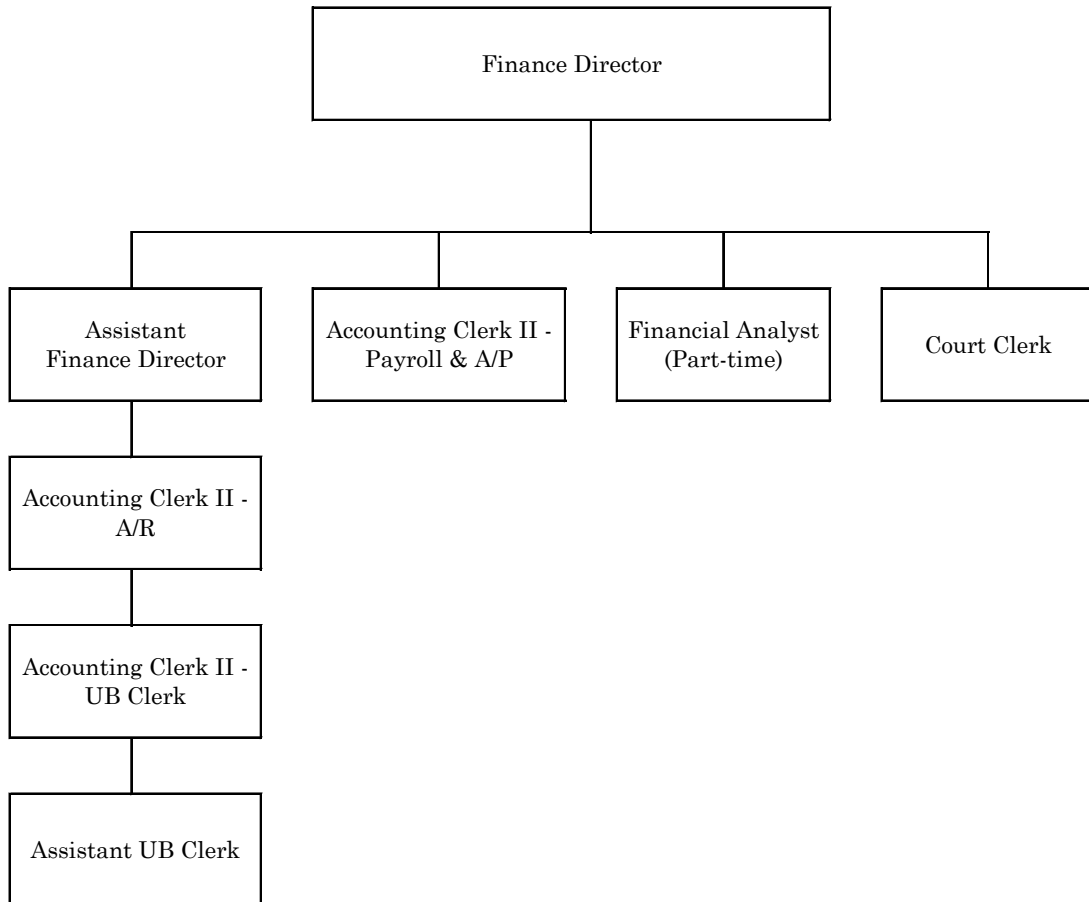 Finance Director
Assistant
Finance Director
Accounting Clerk II -
Payroll & A/P
Financial Analyst
(Part-time)
Court Clerk
Accounting Clerk II -
A/R
Accounting Clerk II -
UB Clerk
Assistant UB Clerk